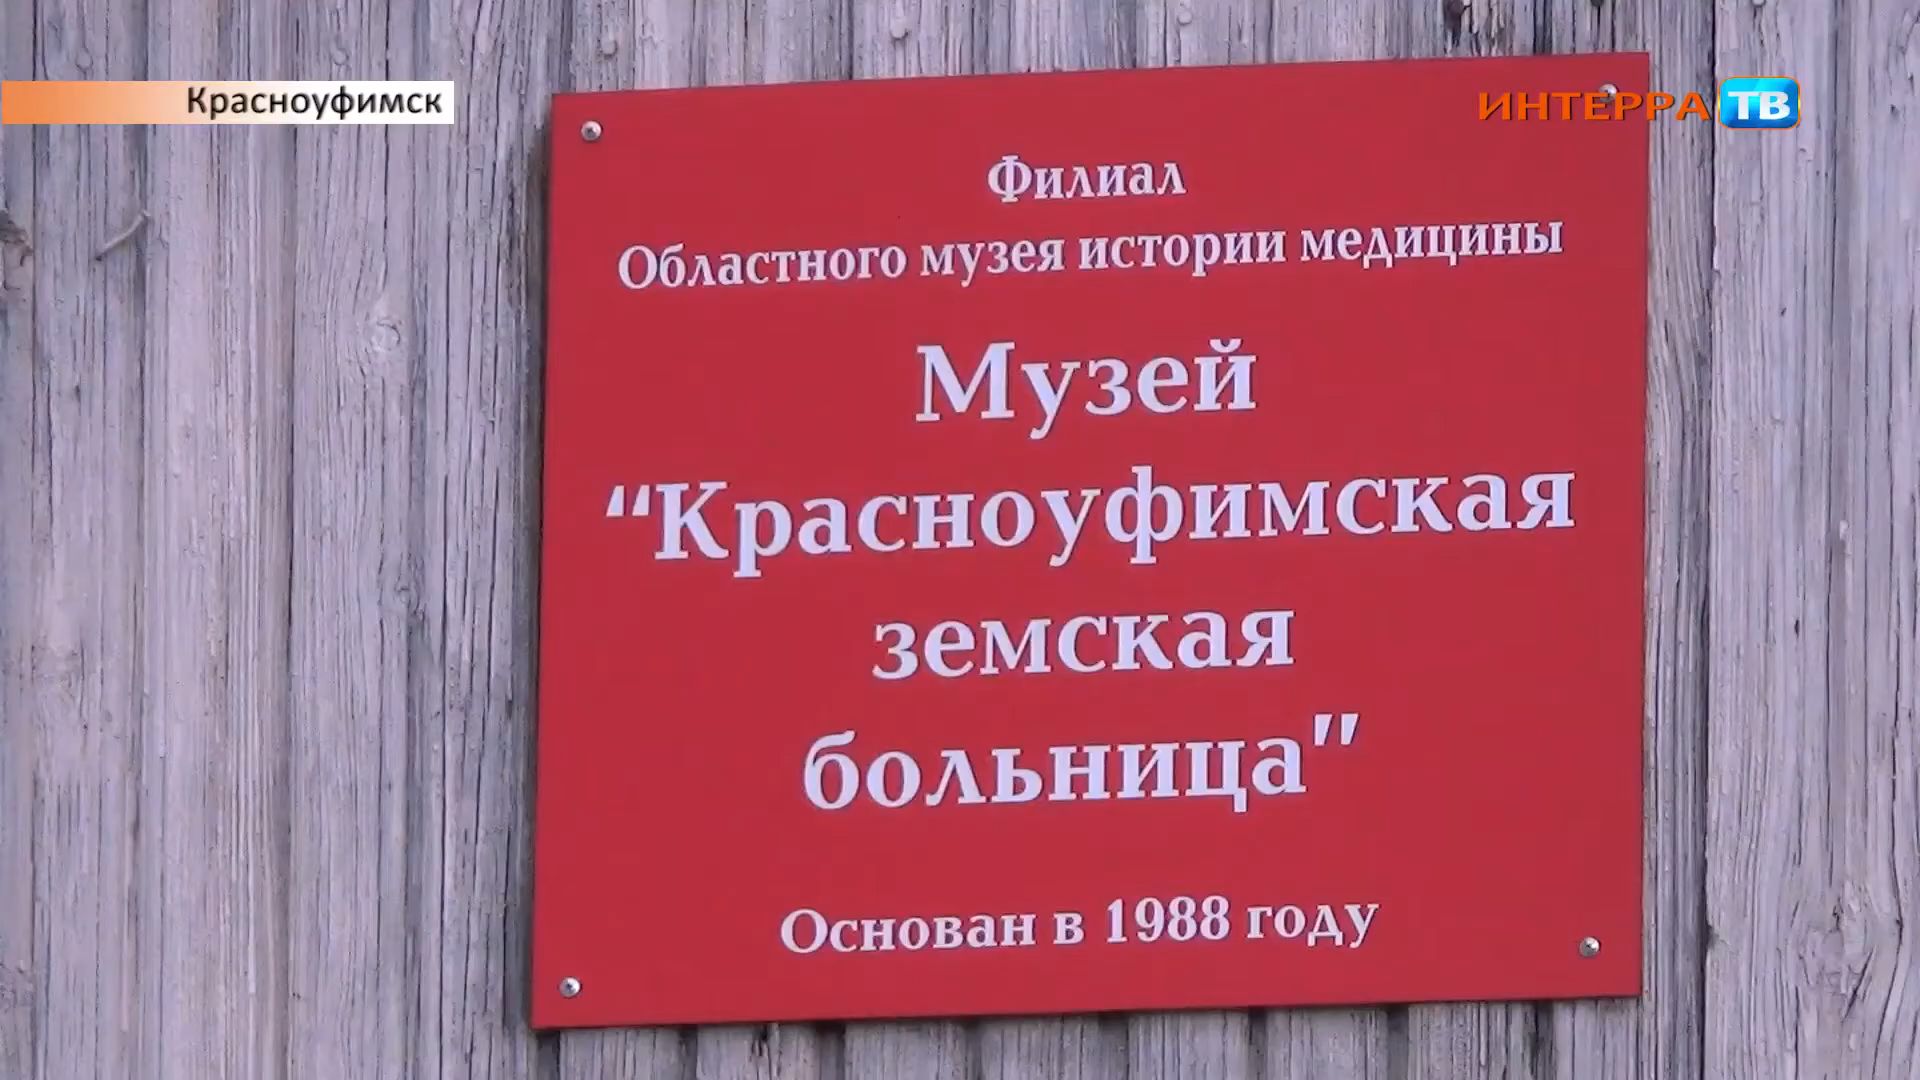 Красноуфимск
ИНТЕРРА ТВ
Филиал
Областного музея истории медицины
Музей
“Красноуфимская
земская
больница”
Основан в 1988 году